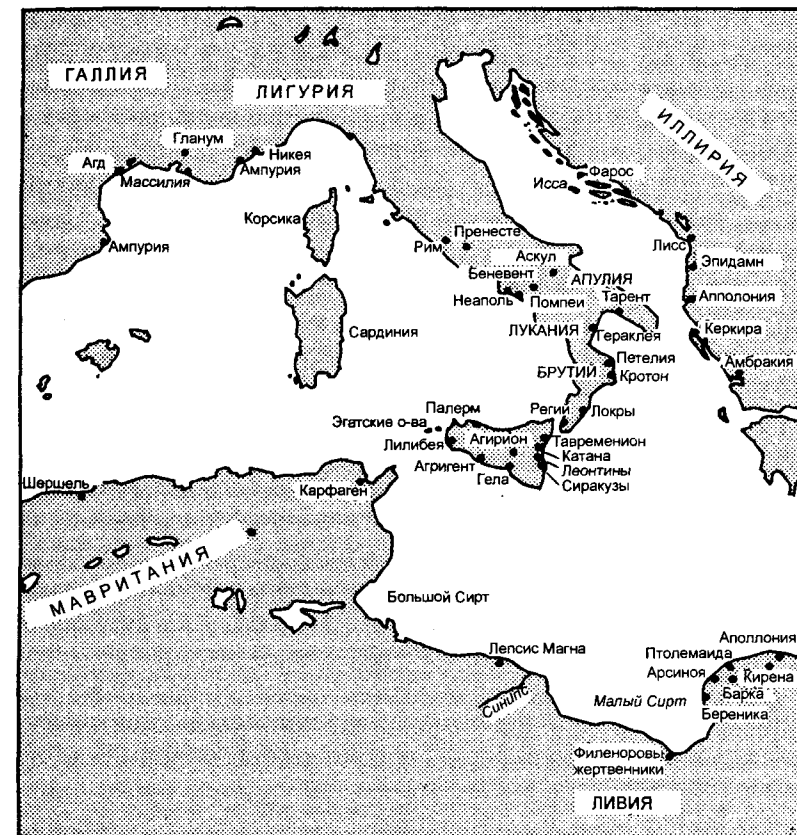 ГАЛЛИЯ
ЛИГУРИЯ
ИЛЛИРИЯ
Гланум
Агд
Массилия
Никея
Ампурия
Ампурия
Корсика
Сардиния
Фарос
Исса
Лисс
Эпидамн
Апполония
Керкира
Амбракия
Рим
Пренесте
Аскул
Беневент
АПУЛИЯ
Неаполь
Помпеи
Тарент
ЛУКАНИЯ
Гераклея
Петелия
БРУТИЙ
Кротон
Регий
Локры
Палерм
Эгатские о-ва
Лилибея
Агирион
Тавременион
Катана
Агригент
Леонтины
Гела
Сиракузы
Шершель
Карфаген
МАВРИТАНИЯ
Большой Сирт
Лепсис Магна
Синипс
Малый Сирт
Аполлония
Птолемаида
Арсиноя
Кирена
Барка
Береника
Филеноровы
жертвенники
ЛИВИЯ